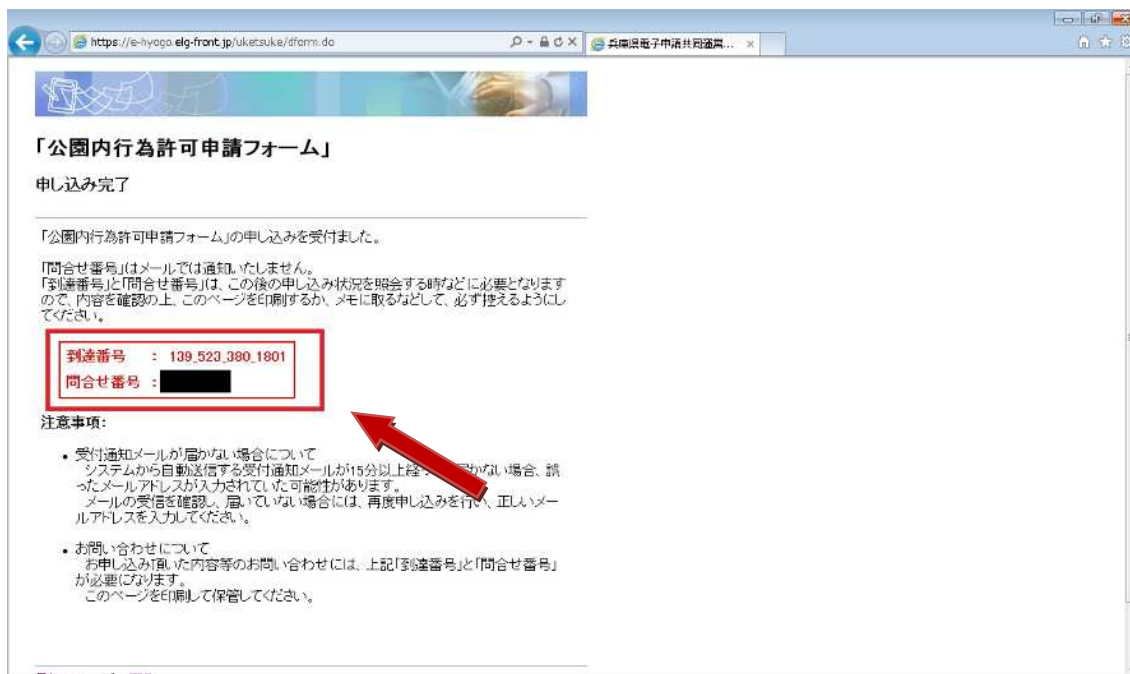 https://e-hyogo.elg-front.jp/uketsuke/dform.do
兵庫県電子申請共同運営...
「公園内行為許可申請フォーム」
申し込み完了
「公園内行為許可申請フォーム」の申し込みを受付ました。
「問合せ番号」はメールでは通知いたしません。
「到達番号」と「問合せ番号」は、この後の申し込み状況を照会する時などに必要となります
ので、内容を確認の上、このページを印刷するか、メモに取るなどして、必ず控えるようにし
てください。
到達番号 : 139_523_380_1801
問合せ番号 :
注意事項:
• 受付通知メールが届かない場合について
システムから自動送信する受付通知メールが15分以上経っ 届かない場合、誤
ったメールアドレスが入力されていた可能性があります。
メールの受信を確認し、届いていない場合には、再度申し込みを行い、正しいメー
ルアドレスを入力してください。
• お問い合わせについて
お申し込み頂いた内容等のお問い合わせには、上記「到達番号」と「問合せ番号」
が必要になります。
このページを印刷して保管してください。